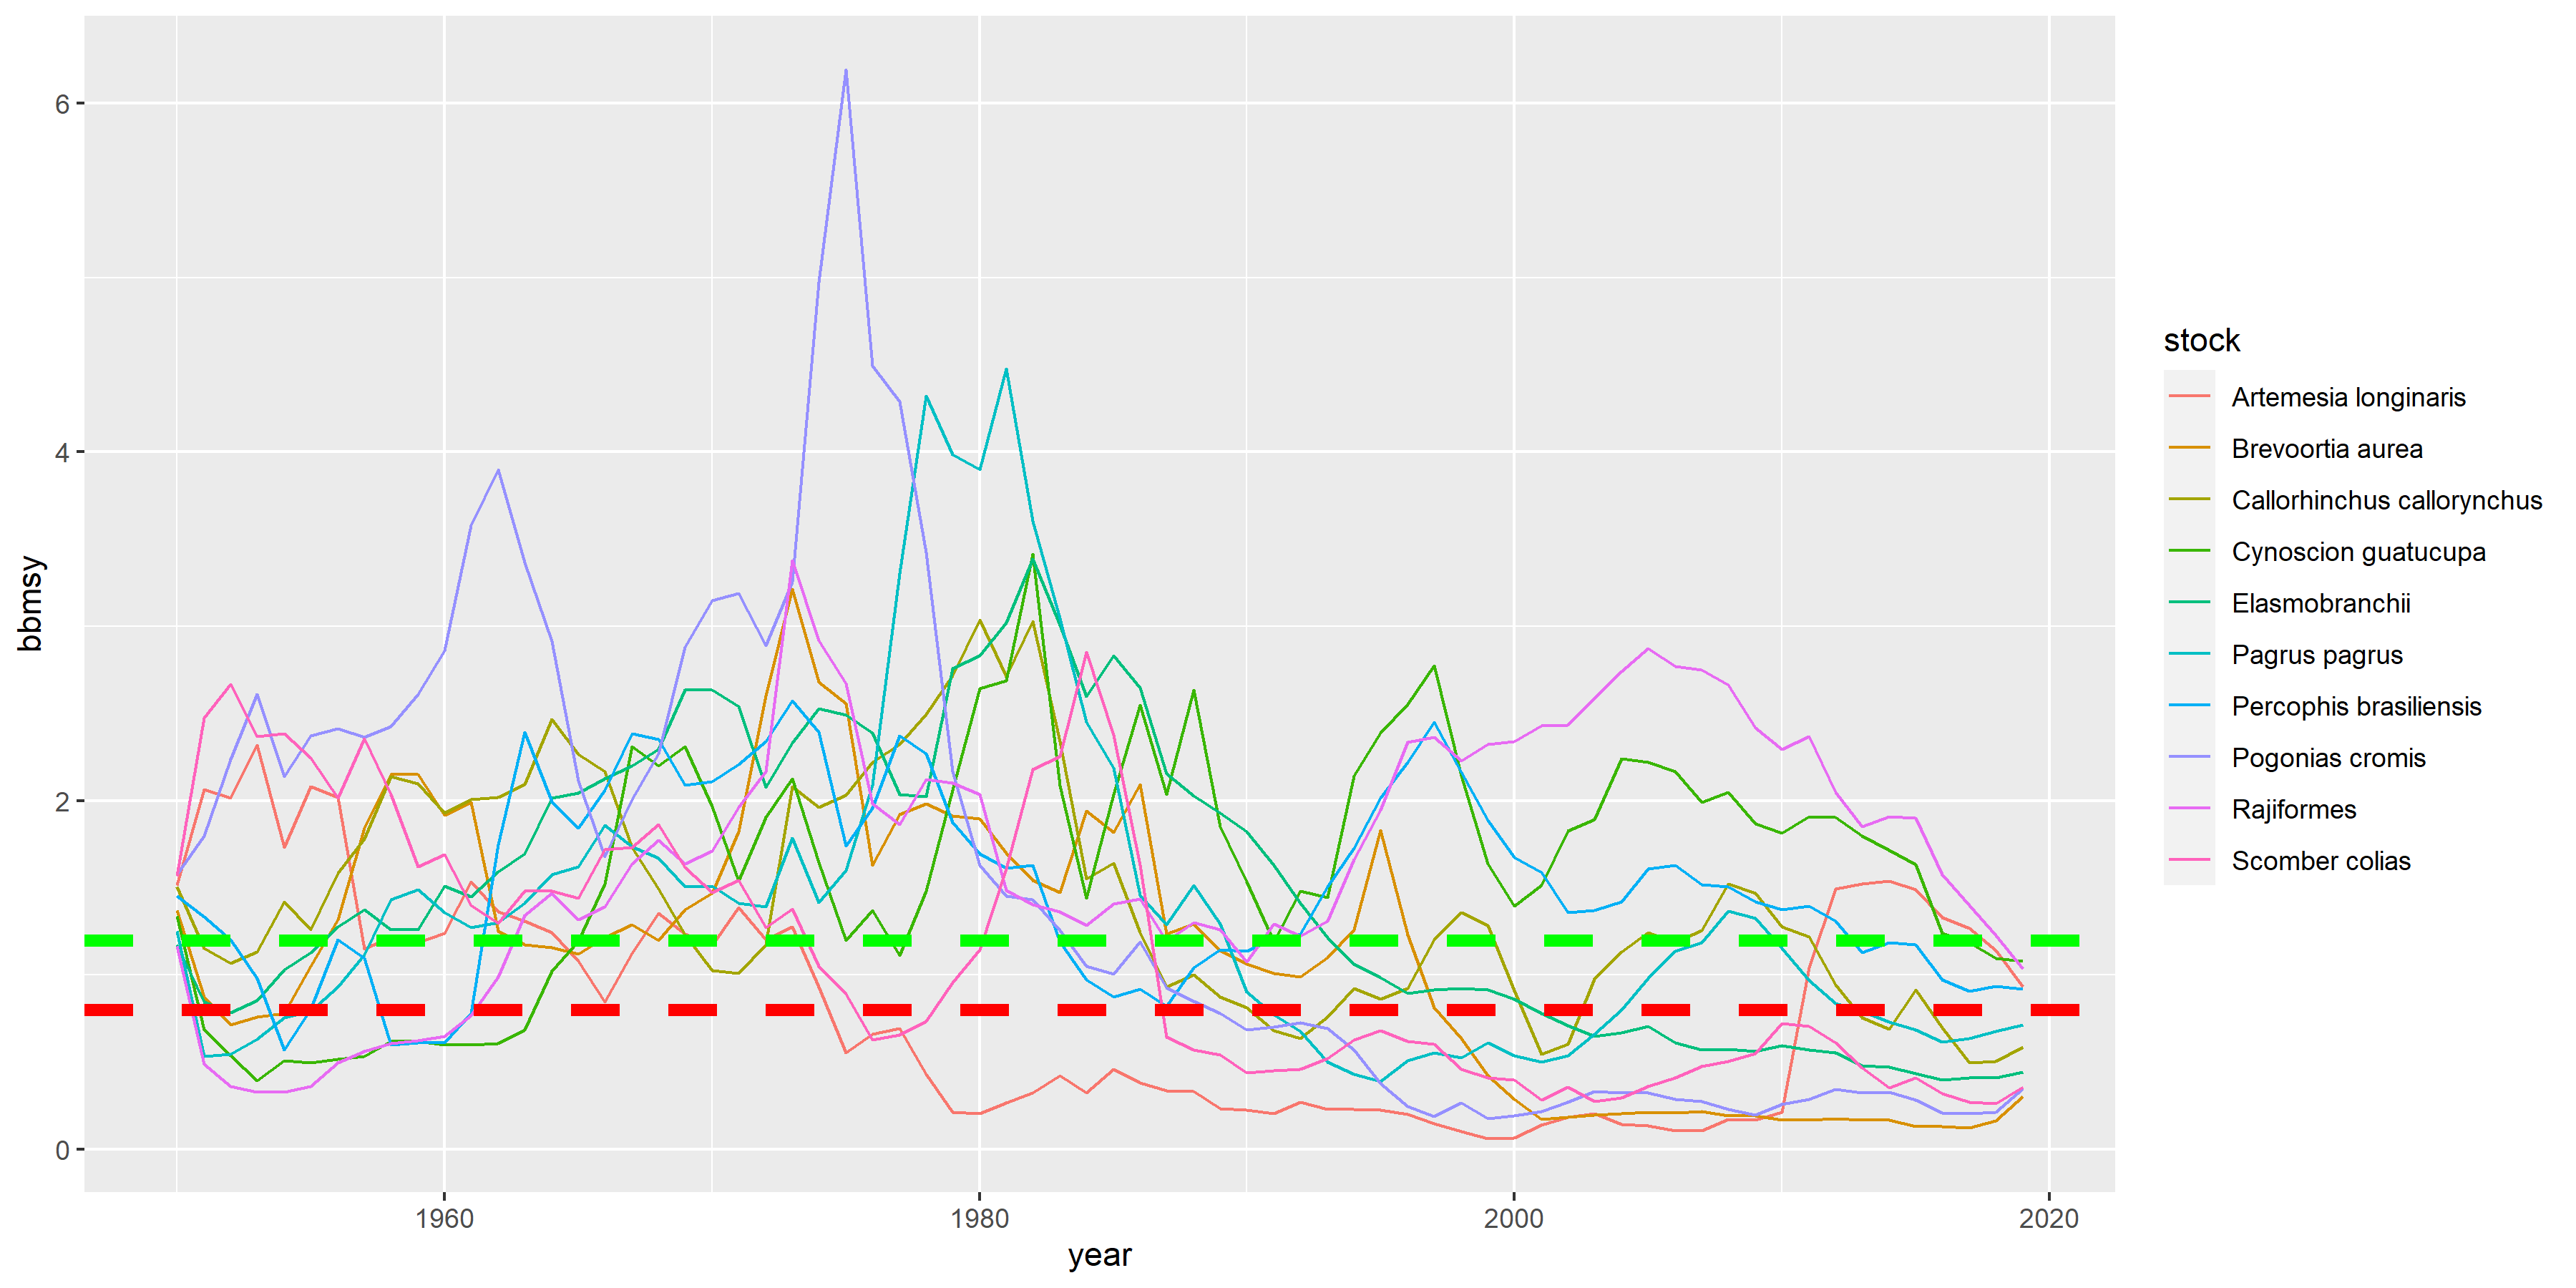 6
4
2
0
bbmsy
1960
1980
2000
2020
year
stock
Artemesia longinaris
Brevoortia aurea
Callorhinchus callorynchus
Cynoscion guatucupa
Elasmobranchii
Pagrus pagrus
Percophis brasiliensis
Pogonias cromis
Rajiformes
Scomber colias